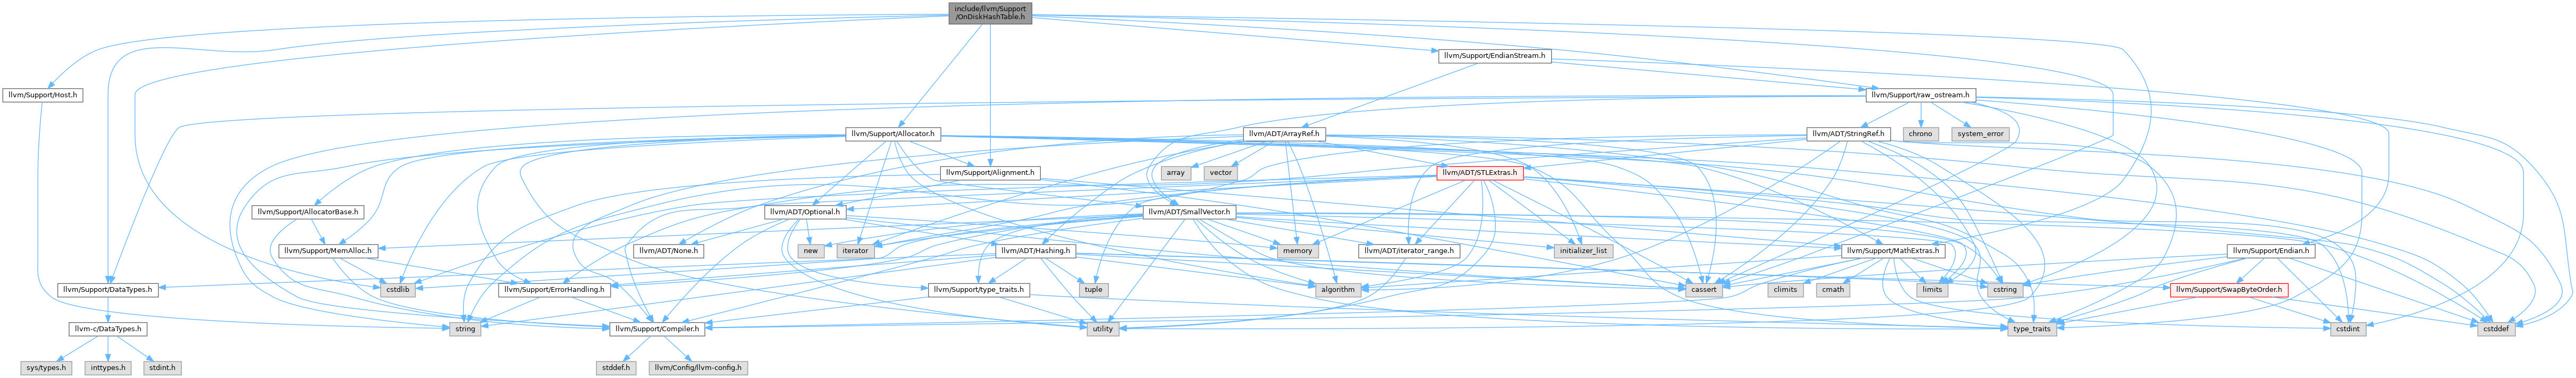 include/llvm/Support
/OnDiskHashTable.h
llvm/Support/EndianStream.h
llvm/Support/Host.h
llvm/Support/raw_ostream.h
llvm/Support/Allocator.h
llvm/ADT/ArrayRef.h
llvm/ADT/StringRef.h
chrono
system_error
llvm/Support/Alignment.h
array
vector
llvm/ADT/STLExtras.h
llvm/Support/AllocatorBase.h
llvm/ADT/Optional.h
llvm/ADT/SmallVector.h
llvm/Support/MemAlloc.h
llvm/ADT/None.h
new
iterator
llvm/ADT/Hashing.h
memory
llvm/ADT/iterator_range.h
initializer_list
llvm/Support/MathExtras.h
llvm/Support/Endian.h
llvm/Support/DataTypes.h
cstdlib
llvm/Support/ErrorHandling.h
llvm/Support/type_traits.h
tuple
algorithm
cassert
climits
cmath
limits
cstring
llvm/Support/SwapByteOrder.h
llvm-c/DataTypes.h
string
llvm/Support/Compiler.h
utility
type_traits
cstdint
cstddef
sys/types.h
inttypes.h
stdint.h
stddef.h
llvm/Config/llvm-config.h